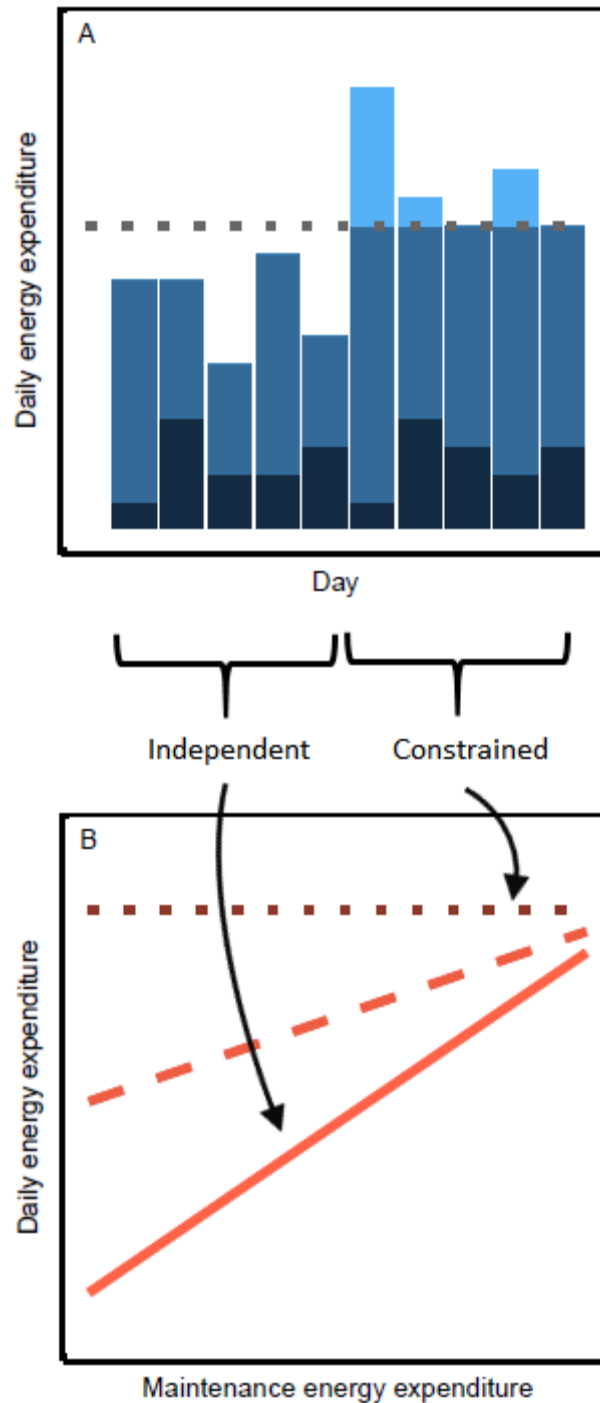 A
Daily energy expenditure
Day
Independent
Constrained
B
Daily energy expenditure
Maintenance energy expenditure